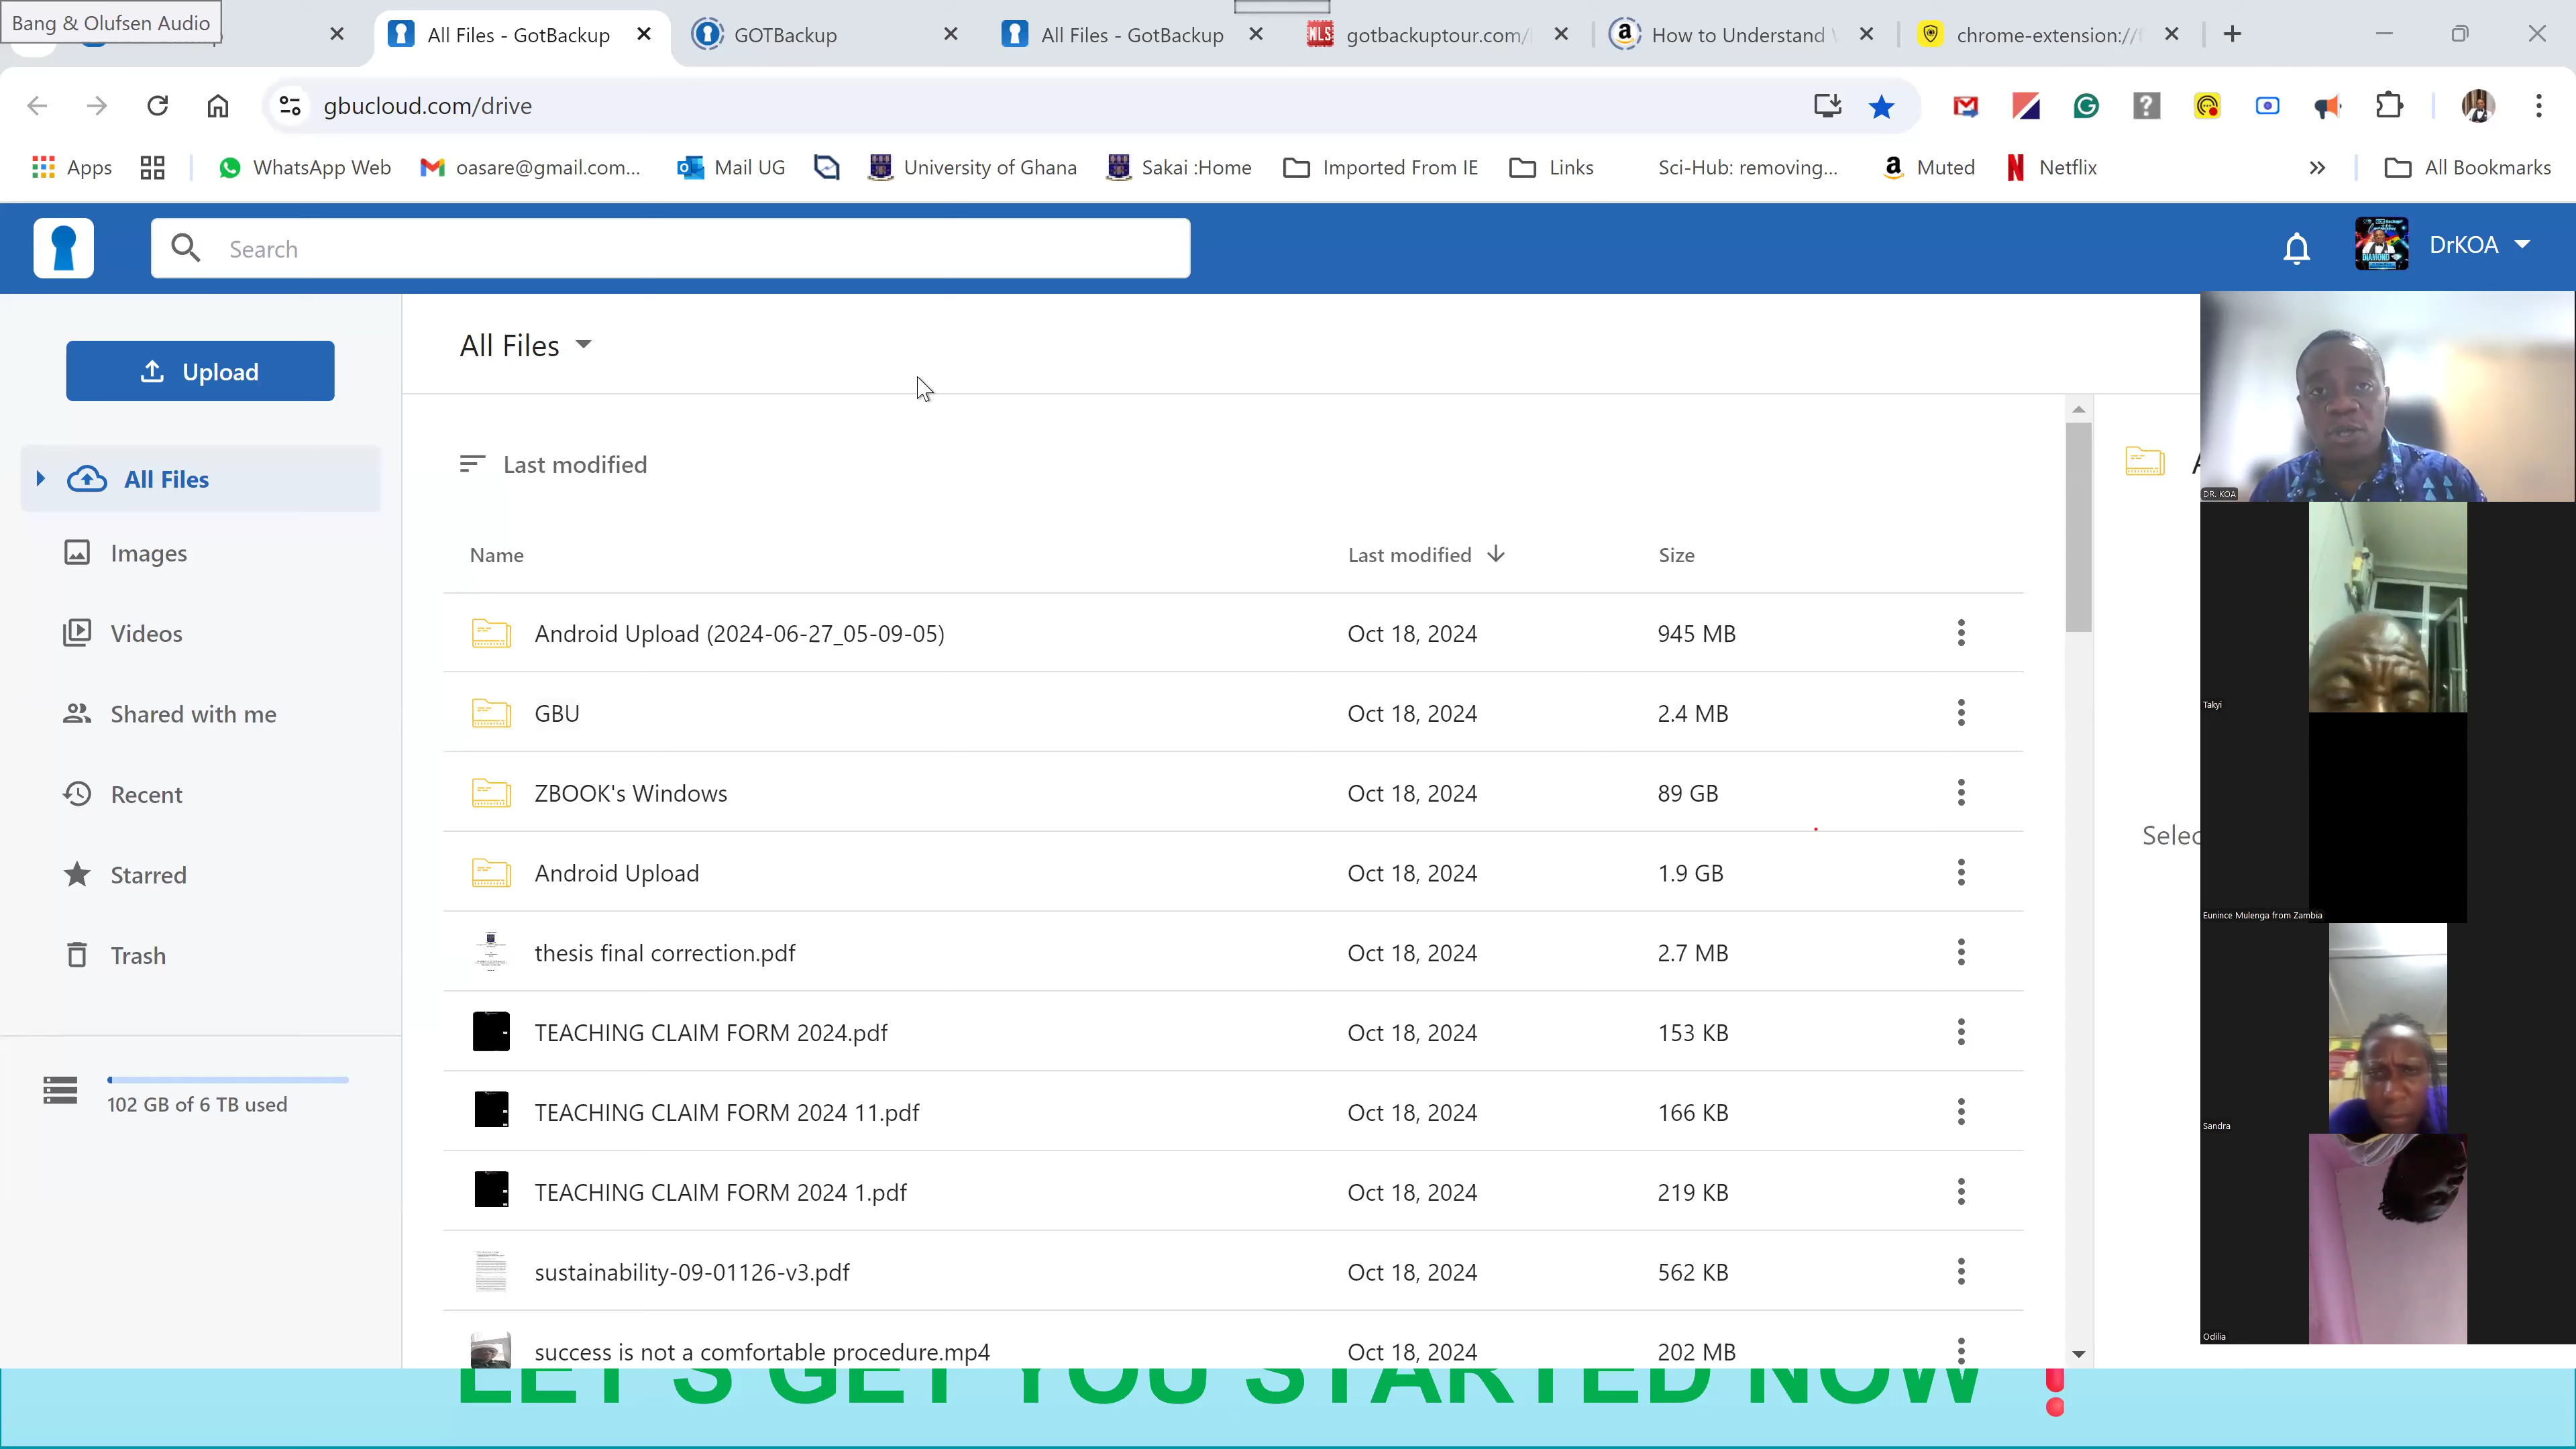 Bang & Olufsen Audio
All Files - GotBackup
GOTBackup
All Files - GotBackup
gotbackuptour.com/
How to Understand
chrome-extension://
gbucloud.com/drive
Apps
WhatsApp Web
oasare@gmail.com...
Mail UG
University of Ghana
Sakai :Home
Imported From IE
Links
Sci-Hub: removing...
Muted
Netflix
All Bookmarks
Search
DrKOA
Upload
All Files
Images
Videos
Shared with me
Recent
Starred
Trash
102 GB of 6 TB used
All Files
Last modified
Name Last modified Size
Android Upload (2024-06-27_05-09-05) Oct 18, 2024 945 MB
GBU Oct 18, 2024 2.4 MB
ZBOOK's Windows Oct 18, 2024 89 GB
Android Upload Oct 18, 2024 1.9 GB
thesis final correction.pdf Oct 18, 2024 2.7 MB
TEACHING CLAIM FORM 2024.pdf Oct 18, 2024 153 KB
TEACHING CLAIM FORM 2024 11.pdf Oct 18, 2024 166 KB
TEACHING CLAIM FORM 2024 1.pdf Oct 18, 2024 219 KB
sustainability-09-01126-v3.pdf Oct 18, 2024 562 KB
success is not a comfortable procedure.mp4 Oct 18, 2024 202 MB
Selec
DR. KOA
Takyi
Eunince Mulenga from Zambia
Sandra
Odilia
LET'S GET YOU STARTED NOW !